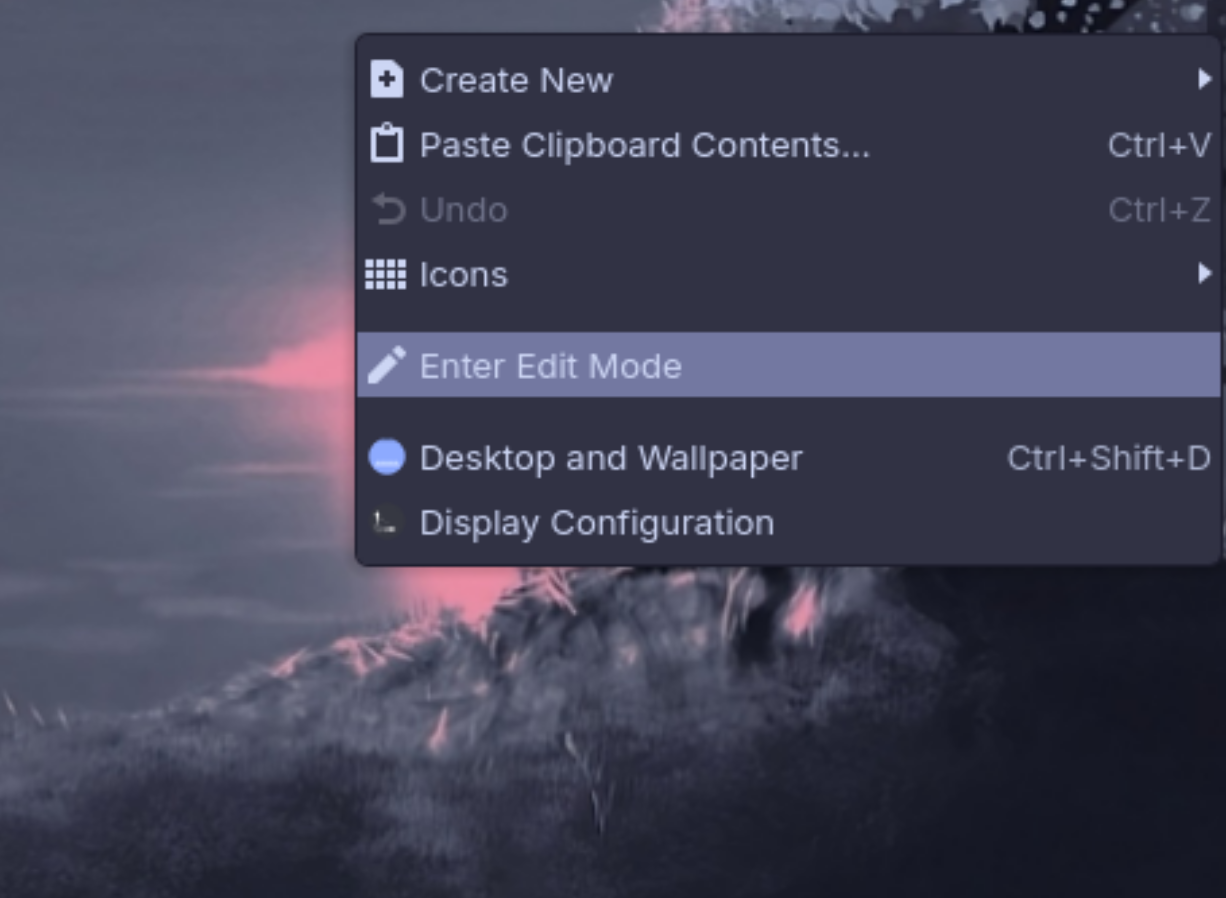 Create New
Paste Clipboard Contents... Ctrl+V
Undo Ctrl+Z
Icons
Enter Edit Mode
Desktop and Wallpaper Ctrl+Shift+D
Display Configuration